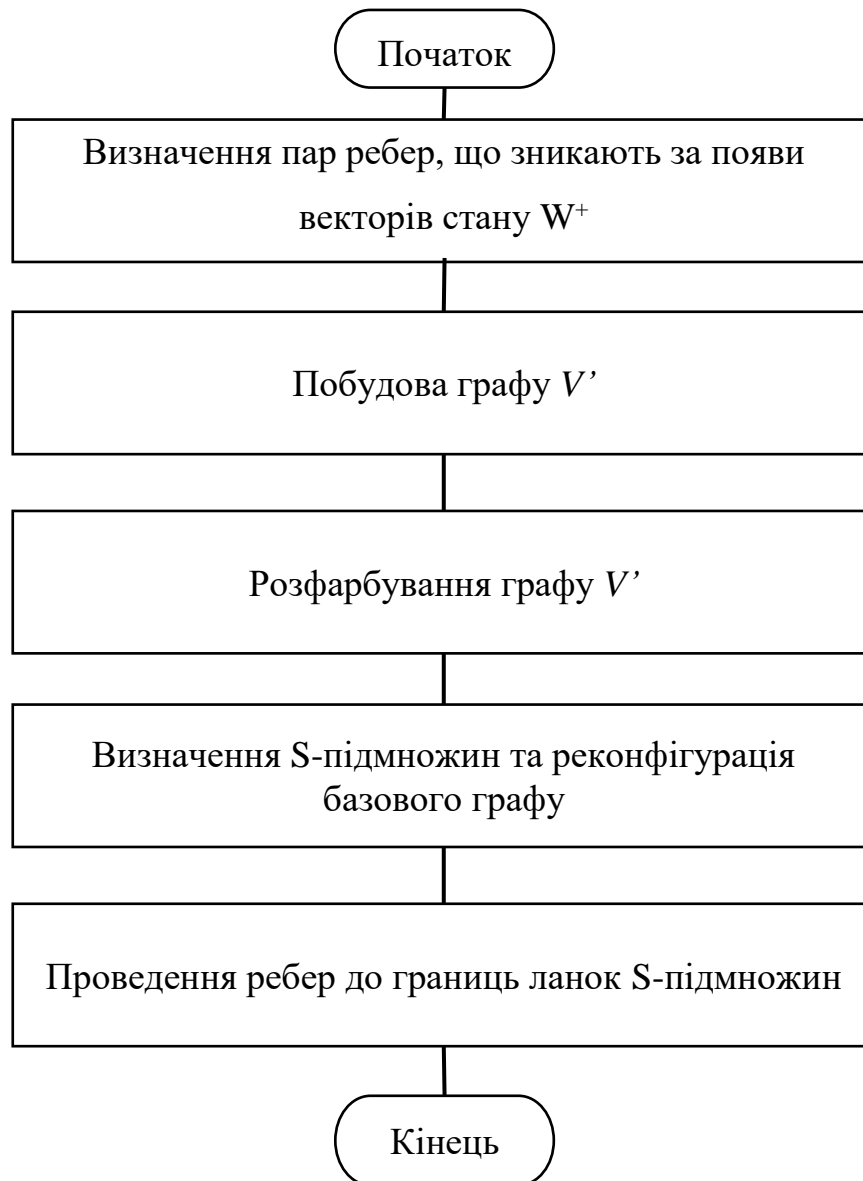 Початок
Визначення пар ребер, що зникають за появи
векторів стану W⁺
Побудова графу V’
Розфарбування графу V’
Визначення S-підмножин та реконфігурація
базового графу
Проведення ребер до границь ланок S-підмножин
Кінець